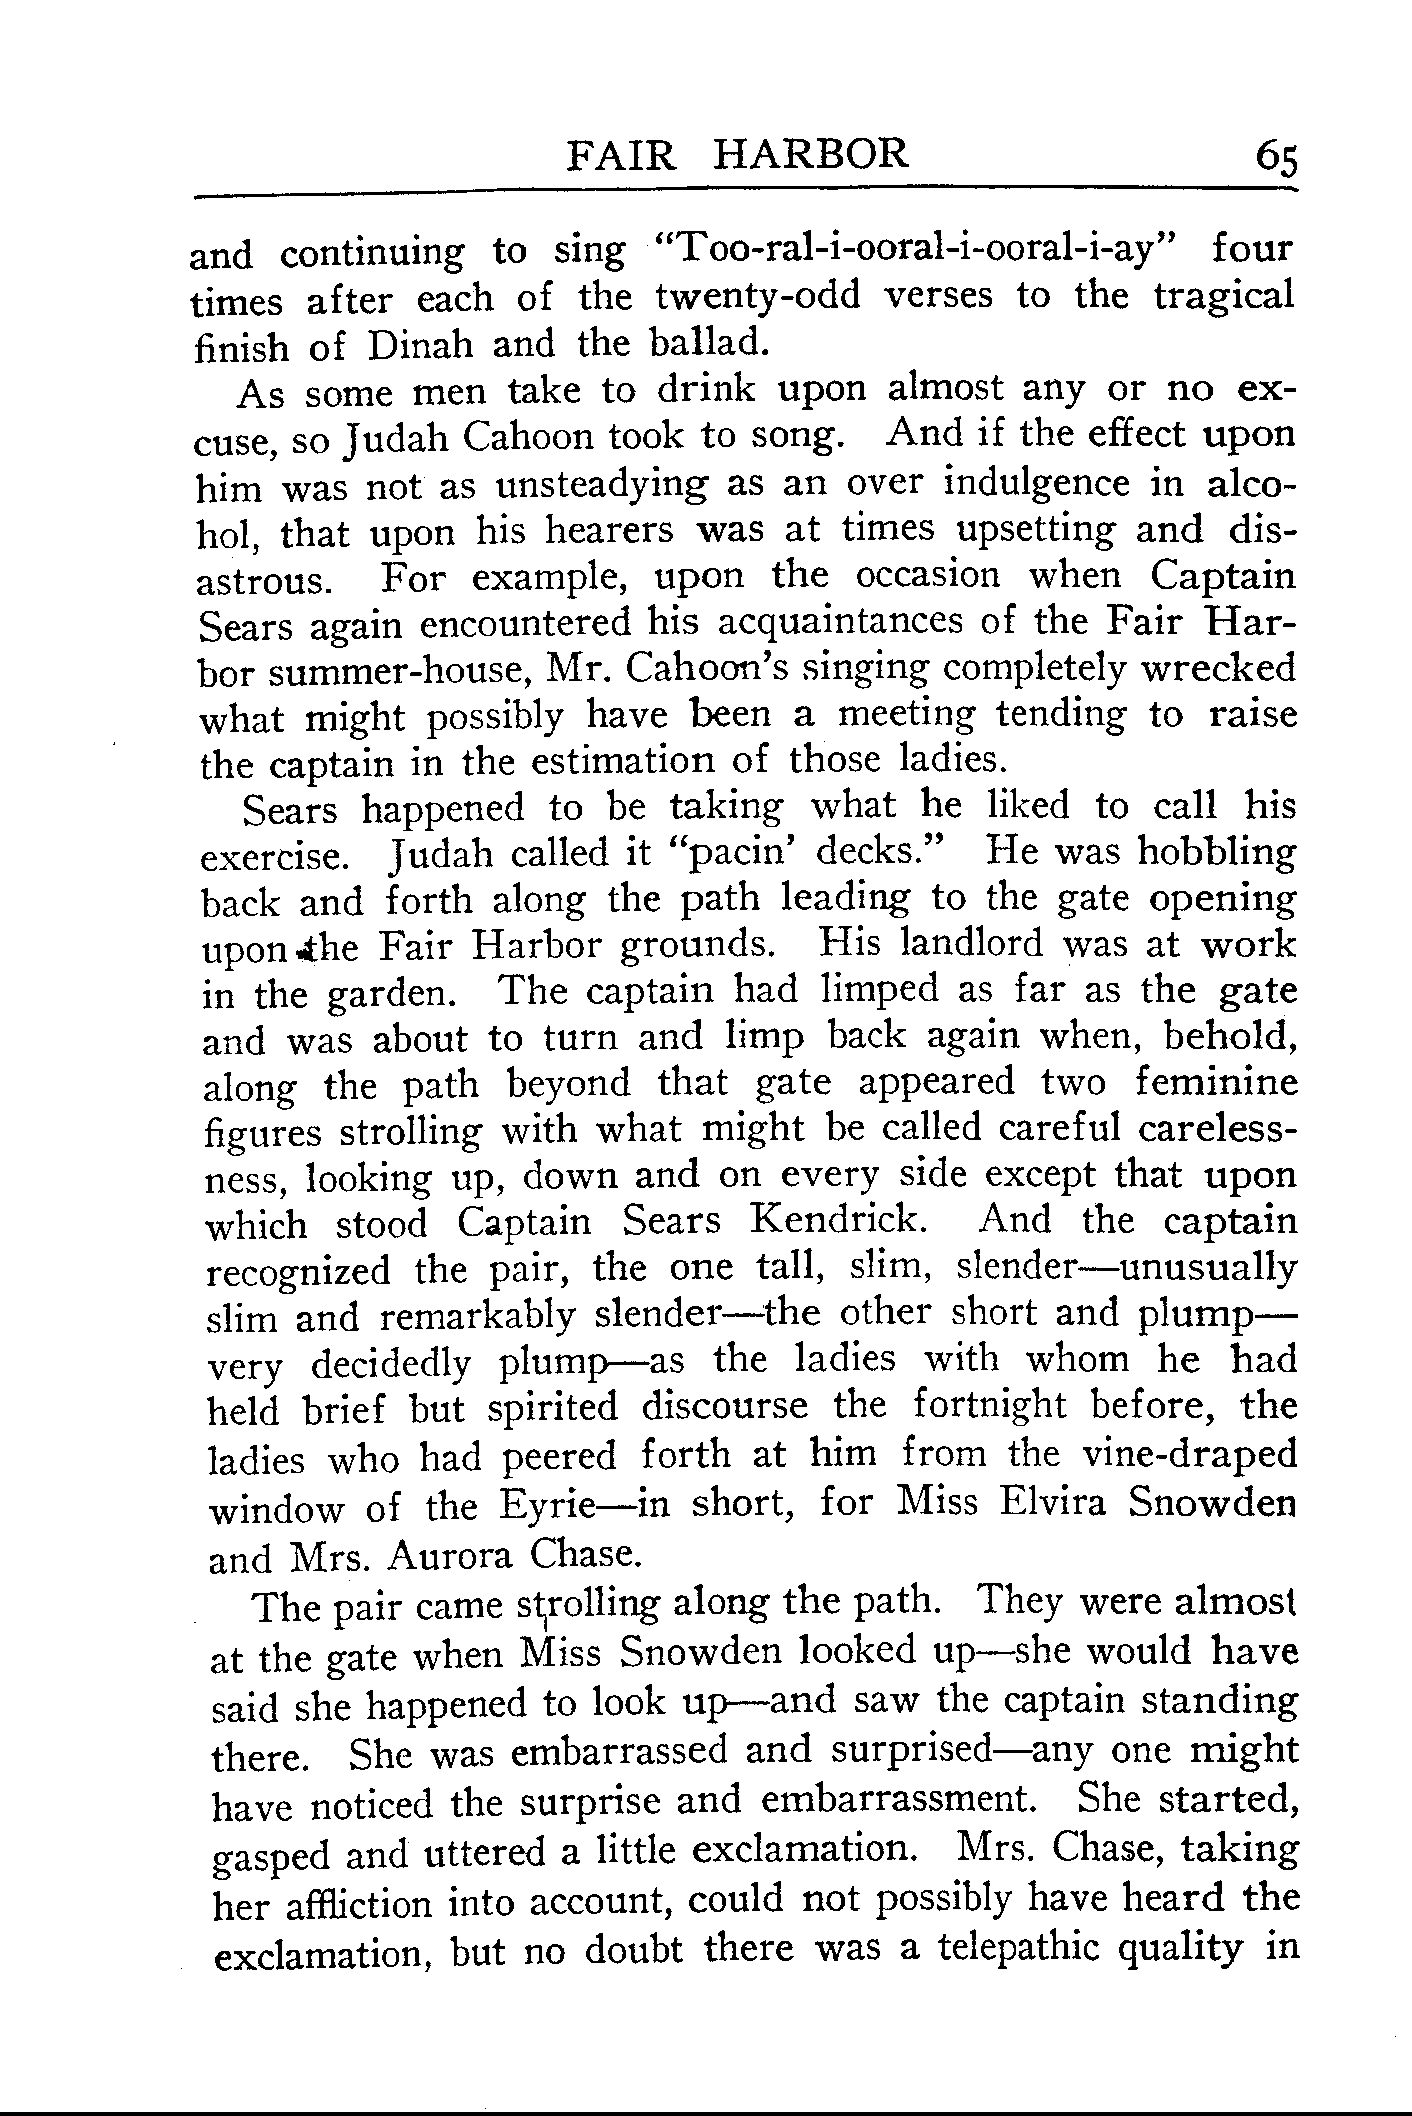 FAIR HARBOR 65
and continuing to sing “Too-ral-i-ooral-i-ooral-i-ay” four
times after each of the twenty-odd verses to the tragical
finish of Dinah and the ballad.
As some men take to drink upon almost any or no ex-
cuse, so Judah Cahoon took to song. And if the effect upon
him was not as unsteadying as an over indulgence in alco-
hol, that upon his hearers was at times upsetting and dis-
astrous. For example, upon the occasion when Captain
Sears again encountered his acquaintances of the Fair Har-
bor summer-house, Mr. Cahoon’s singing completely wrecked
what might possibly have been a meeting tending to raise
the captain in the estimation of those ladies.
Sears happened to be taking what he liked to call his
exercise. Judah called it “pacin’ decks.” He was hobbling
back and forth along the path leading to the gate opening
upon the Fair Harbor grounds. His landlord was at work
in the garden. The captain had limped as far as the gate
and was about to turn and limp back again when, behold,
along the path beyond that gate appeared two feminine
figures strolling with what might be called careful careless-
ness, looking up, down and on every side except that upon
which stood Captain Sears Kendrick. And the captain
recognized the pair, the one tall, slim, slender—unusually
slim and remarkably slender—the other short and plump—
very decidedly plump—as the ladies with whom he had
held brief but spirited discourse the fortnight before, the
ladies who had peered forth at him from the vine-draped
window of the Eyrie—in short, for Miss Elvira Snowden
and Mrs. Aurora Chase.
The pair came strolling along the path. They were almost
at the gate when Miss Snowden looked up—she would have
said she happened to look up—and saw the captain standing
there. She was embarrassed and surprised—any one might
have noticed the surprise and embarrassment. She started,
gasped and uttered a little exclamation. Mrs. Chase, taking
her affliction into account, could not possibly have heard the
exclamation, but no doubt there was a telepathic quality in